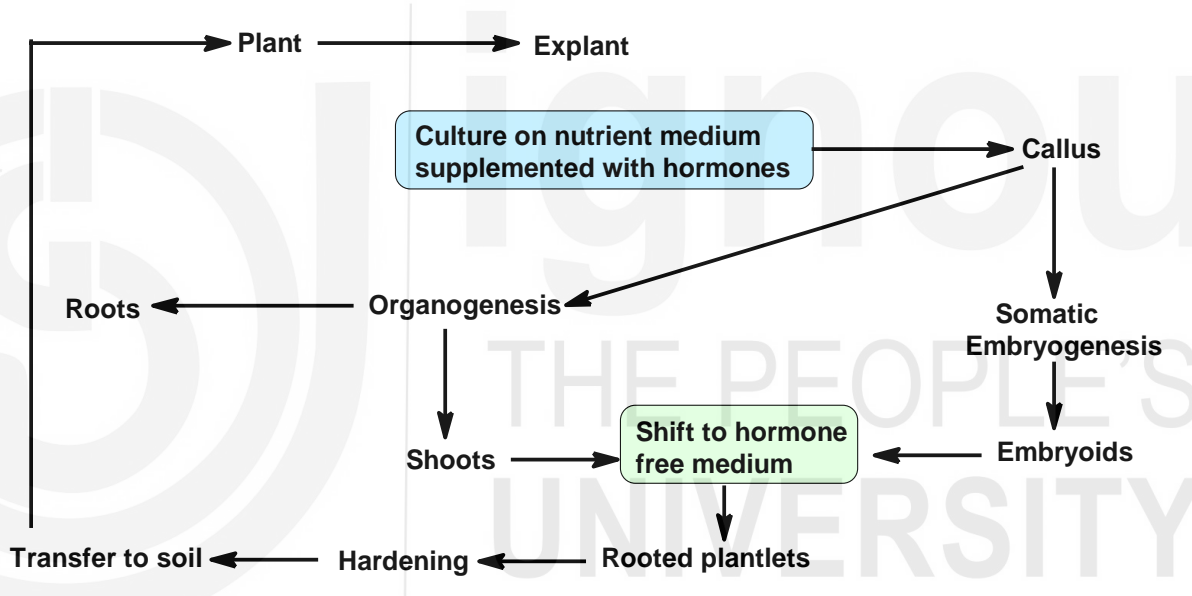 Plant
Explant
Culture on nutrient medium
supplemented with hormones
Callus
Roots
Organogenesis
Somatic
Embryogenesis
Shoots
Shift to hormone
free medium
Embryoids
Transfer to soil
Hardening
Rooted plantlets
ignou
THE PEOPLE'S
UNIVERSITY